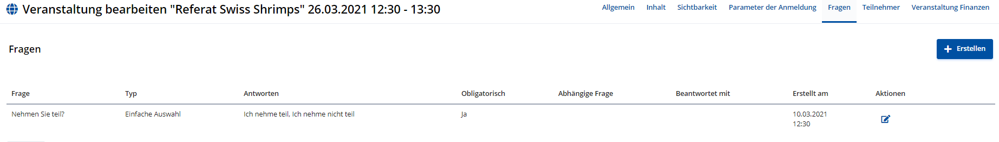 Veranstaltung bearbeiten "Referat Swiss Shrimps" 26.03.2021 12:30 - 13:30
Allgemein Inhalt Sichtbarkeit Parameter der Anmeldung Fragen Teilnehmer Veranstaltung Finanzen
Fragen
Erstellen
Frage Typ Antworten Obligatorisch Abhängige Frage Beantwortet mit Erstellt am Aktionen
Nehmen Sie teil? Einfache Auswahl Ich nehme teil, Ich nehme nicht teil Ja 10.03.2021
12:30